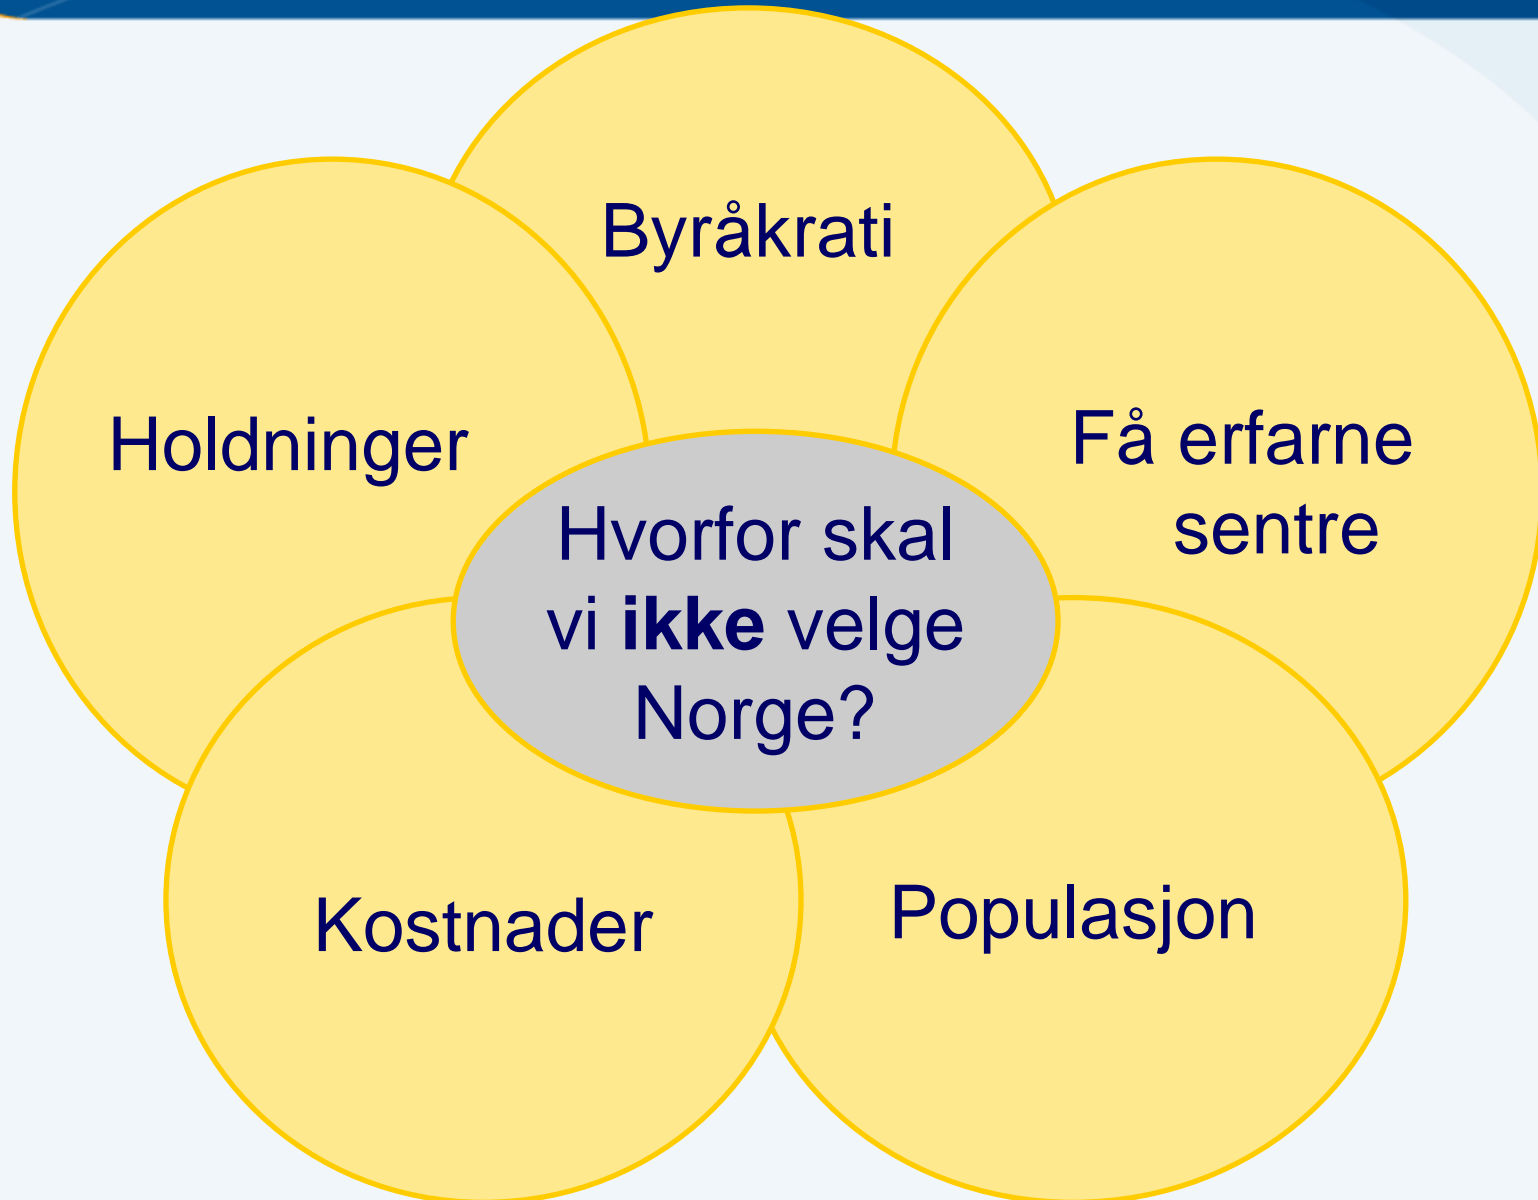 Byråkrati
Holdninger
Få erfarne
sentre
Hvorfor skal
vi ikke velge
Norge?
Kostnader
Populasjon